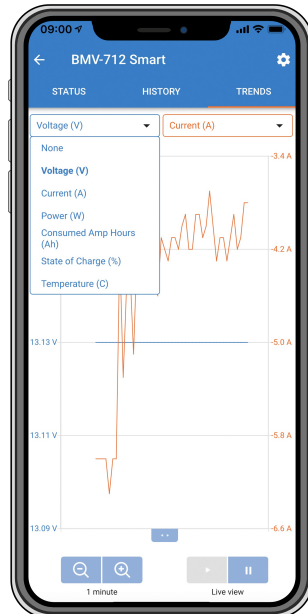 09:00
BMV-712 Smart
STATUS HISTORY TRENDS
Voltage (V) Current (A)
None
Voltage (V)
Current (A)
Power (W)
Consumed Amp Hours
(Ah)
State of Charge (%)
Temperature (C)
-3.4 A
-4.2 A
13.13 V -5.0 A
13.11 V -5.8 A
13.09 V -6.6 A
1 minute Live view